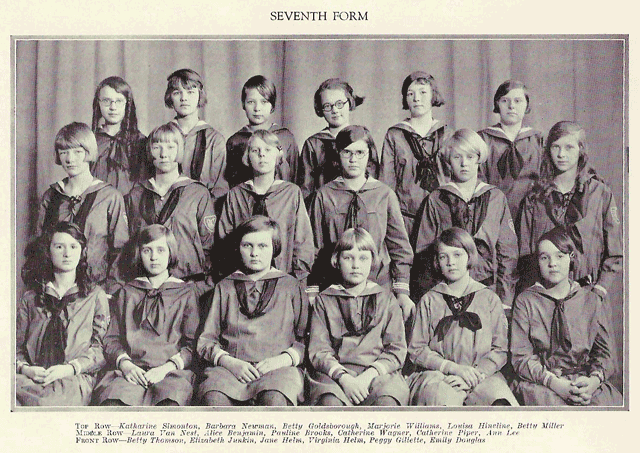 SEVENTH FORM
TOP ROW—Katharine Simonton, Barbara Newman, Betty Goldsborough, Marjorie Williams, Louisa Hineline, Betty Miller
MIDDLE ROW—Laura Van Nest, Alice Benjamin, Pauline Brooks, Catherine Wagner, Catherine Piper, Ann Lee
FRONT ROW—Betty Thomson, Elizabeth Junkin, Jane Helm, Virginia Helm, Peggy Gillette, Emily Douglas